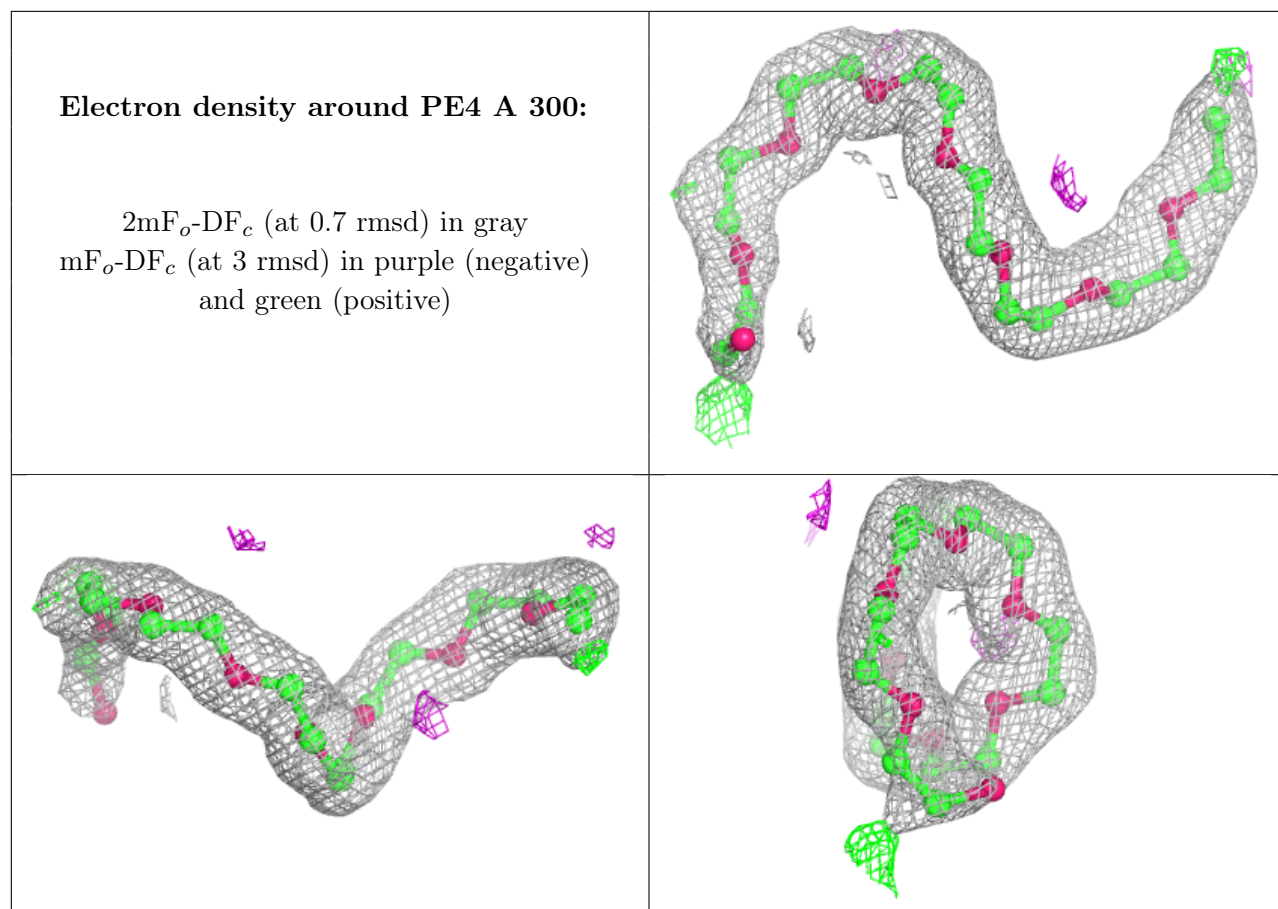 Electron density around PE4 A 300:
2mFo-DFc (at 0.7 rmsd) in gray
mFo-DFc (at 3 rmsd) in purple (negative)
and green (positive)